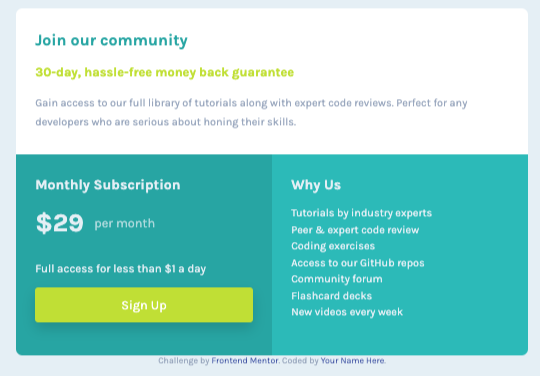 Join our community
30-day, hassle-free money back guarantee
Gain access to our full library of tutorials along with expert code reviews. Perfect for any
developers who are serious about honing their skills.
Monthly Subscription
$29 per month
Full access for less than $1 a day
Sign Up
Why Us
Tutorials by industry experts
Peer & expert code review
Coding exercises
Access to our GitHub repos
Community forum
Flashcard decks
New videos every week
Challenge by Frontend Mentor. Coded by Your Name Here.